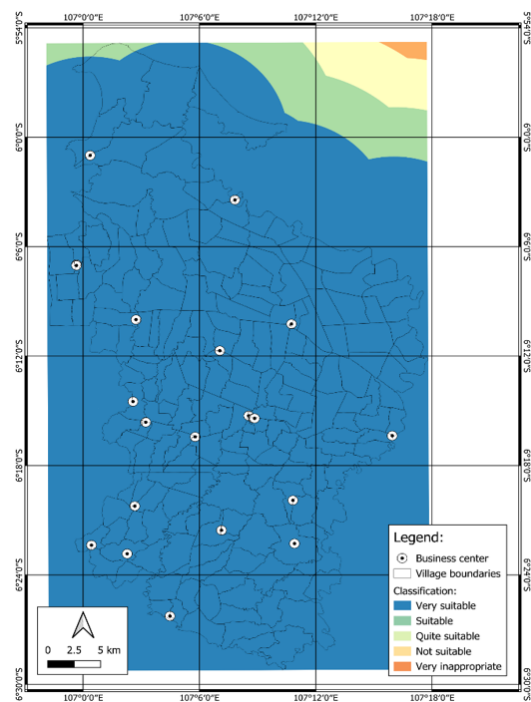 107°0'0"E 107°6'0"E 107°12'0"E 107°18'0"E
5°54'0"S 5°54'0"S
6°0'0"S 6°0'0"S
6°6'0"S 6°6'0"S
6°12'0"S 6°12'0"S
6°18'0"S 6°18'0"S
6°24'0"S 6°24'0"S
6°30'0"S 6°30'0"S
Legend:
Business center
Village boundaries
Classification:
Very suitable
Suitable
Quite suitable
Not suitable
Very inappropriate
0 2.5 5 km
107°0'0"E 107°6'0"E 107°12'0"E 107°18'0"E